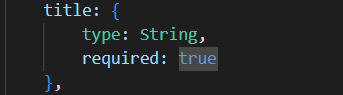 title: {
type: String,
required: true
},